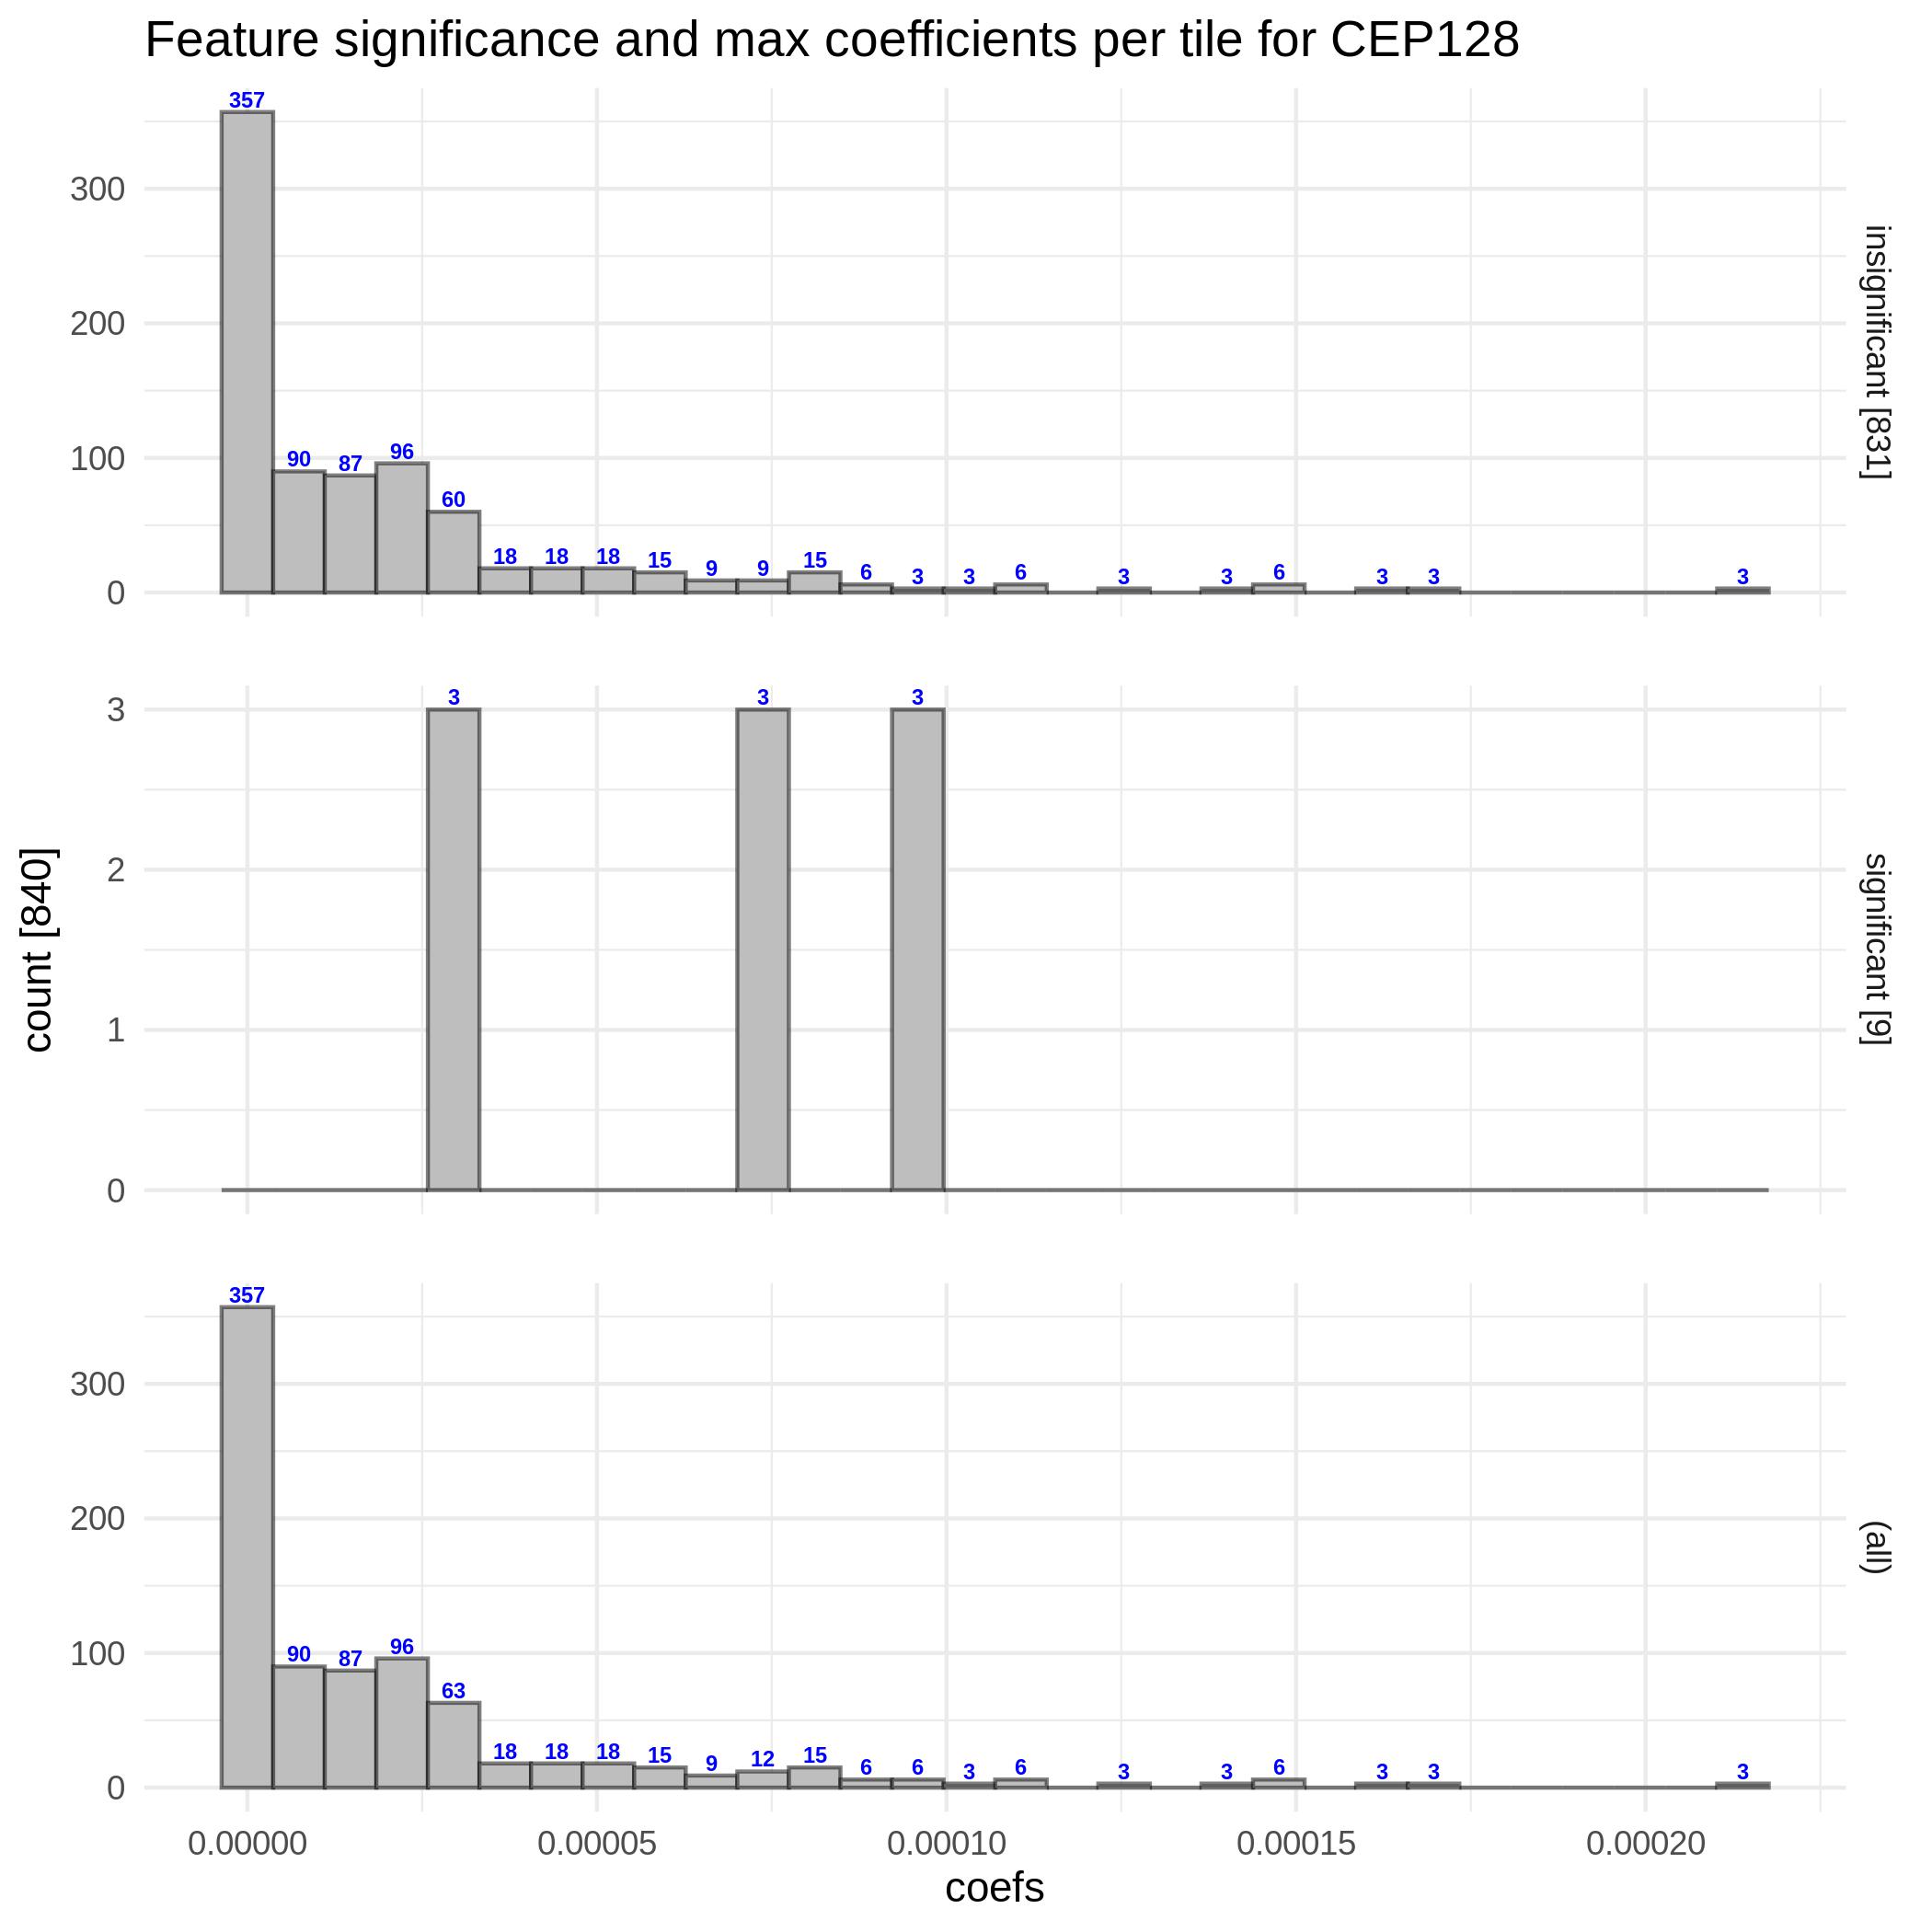 Feature significance and max coefficients per tile for CEP128
357
300
200
100
0
90 87 96 60 18 18 18 15 9 9 15 6 3 3 6 3 3 6 3 3 3
insignificant [831]
count [840]
3
2
1
0
3 3 3
significant [9]
357
300
200
100
0
90 87 96 63 18 18 18 15 9 12 15 6 6 3 6 3 3 6 3 3 3
(all)
0.00000 0.00005 0.00010 0.00015 0.00020
coefs